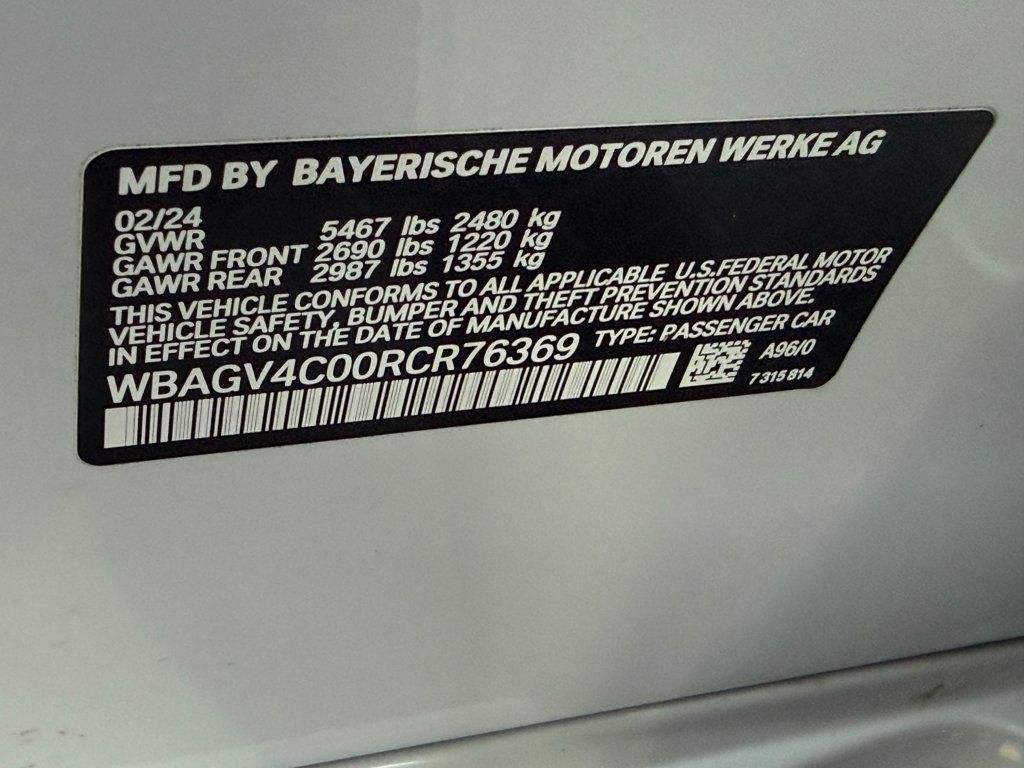 MFD BY BAYERISCHE MOTOREN WERKE AG
02/24
GVWR 5467 lbs 2480 kg
GAWR FRONT 2690 lbs 1220 kg
GAWR REAR 2987 lbs 1355 kg
THIS VEHICLE CONFORMS TO ALL APPLICABLE U.S.FEDERAL MOTOR
VEHICLE SAFETY, BUMPER AND THEFT PREVENTION STANDARDS
IN EFFECT ON THE DATE OF MANUFACTURE SHOWN ABOVE.
WBAGV4C00RCR76369 TYPE: PASSENGER CAR
A96/0
7 315 814